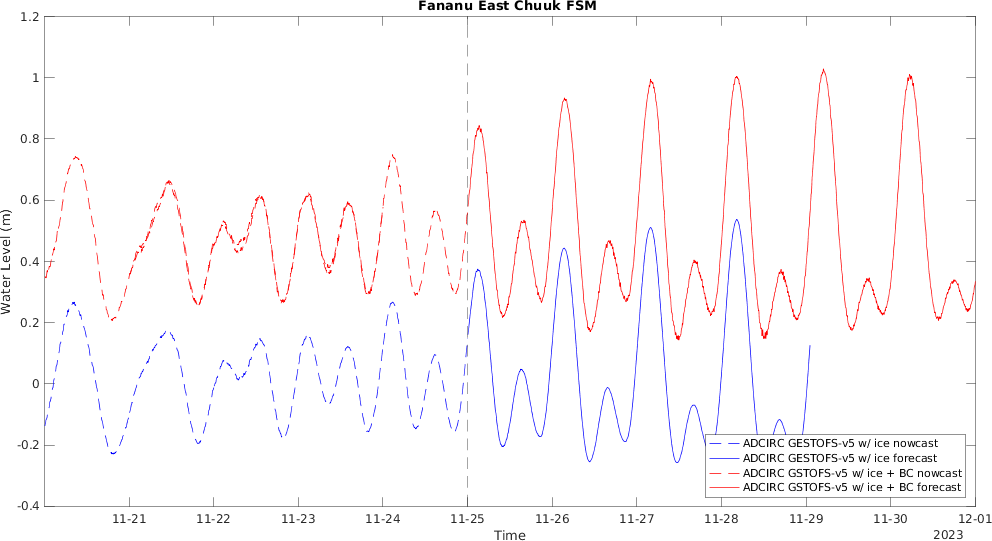 Fananu East Chuuk FSM
Water Level (m)
1.2
1
0.8
0.6
0.4
0.2
0
-0.2
-0.4
ADCIRC GESTOFS-v5 w/ ice nowcast
ADCIRC GESTOFS-v5 w/ ice forecast
ADCIRC GSTOFS-v5 w/ ice + BC nowcast
ADCIRC GSTOFS-v5 w/ ice + BC forecast
11-21 11-22 11-23 11-24 11-25 11-26 11-27 11-28 11-29 11-30 12-01
Time
2023